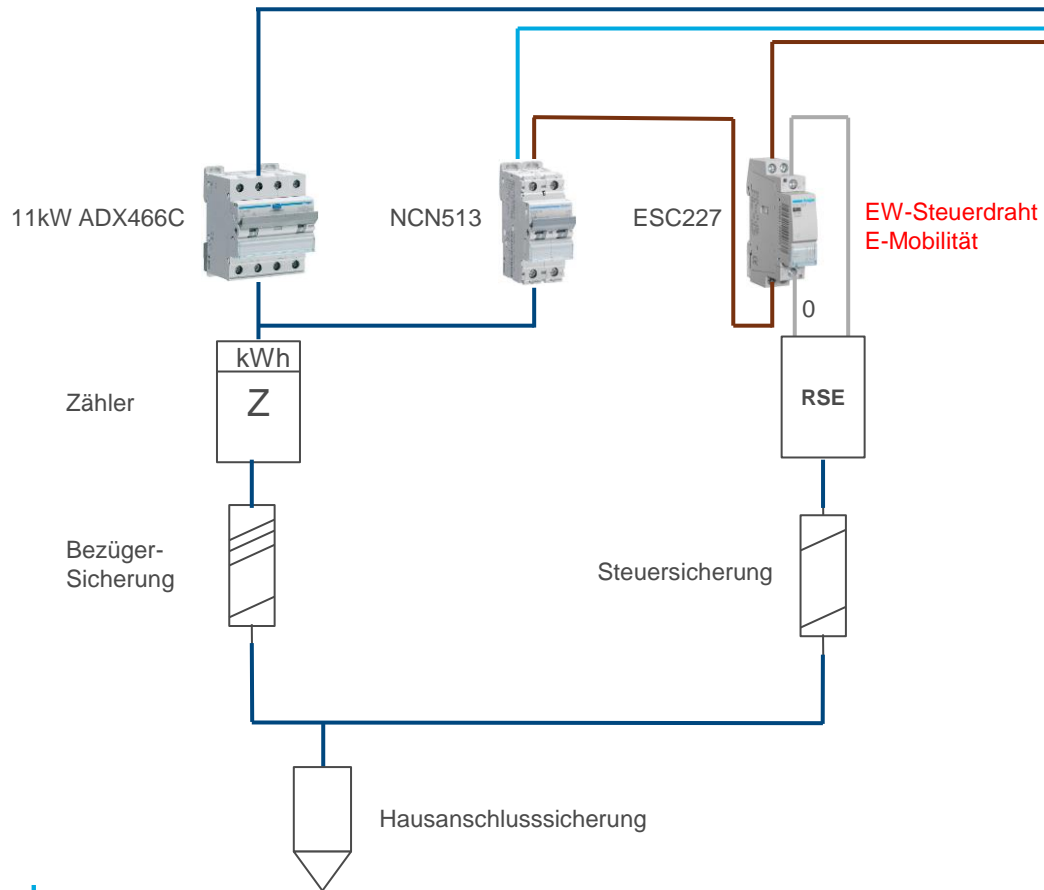 11kW ADX466C
NCN513
ESC227
EW-Steuerdraht
E-Mobilität
0
kWh
Z
Zähler
RSE
Bezüger-
Sicherung
Steuersicherung
Hausanschlusssicherung